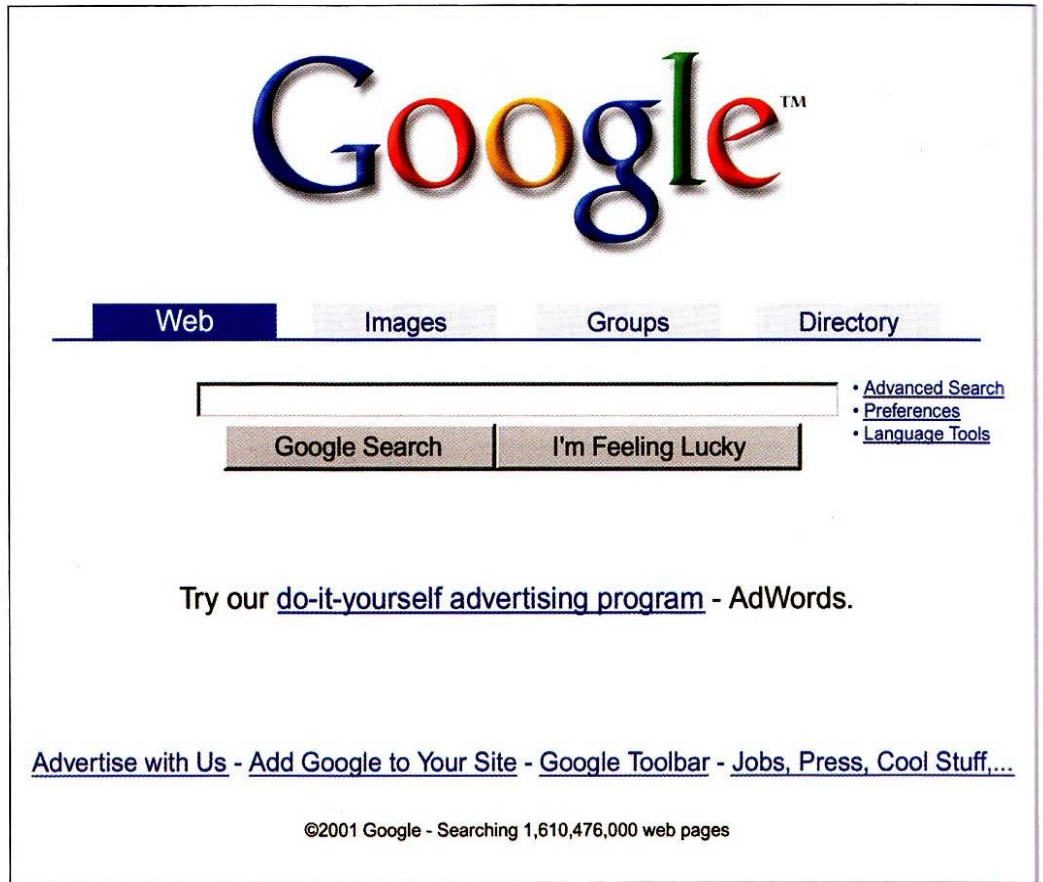 Google™
Web Images Groups Directory
• Advanced Search
• Preferences
• Language Tools
Google Search I'm Feeling Lucky
Try our do-it-yourself advertising program - AdWords.
Advertise with Us - Add Google to Your Site - Google Toolbar - Jobs, Press, Cool Stuff,...
©2001 Google - Searching 1,610,476,000 web pages